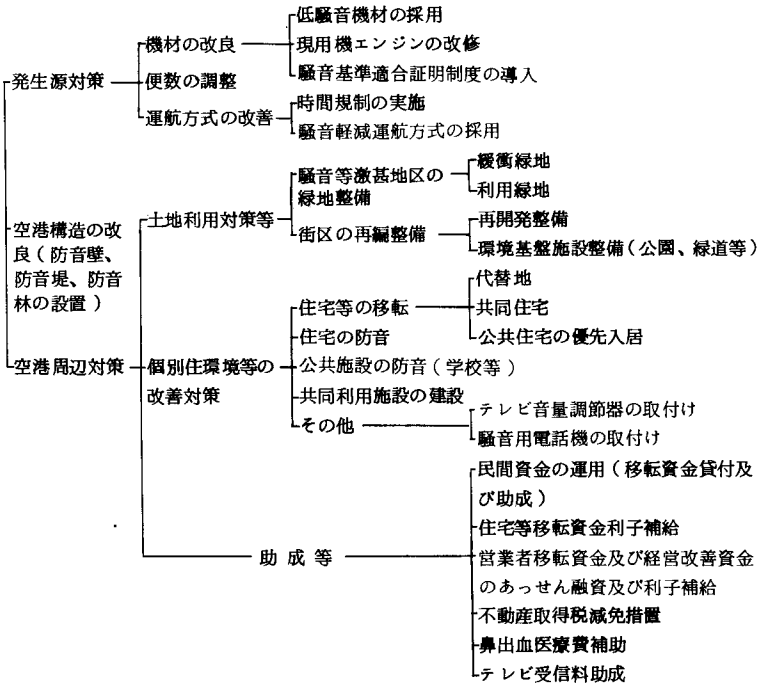 発生源対策
機材の改良
低騒音機材の採用
現用機エンジンの改修
騒音基準適合証明制度の導入
便数の調整
運航方式の改善
時間規制の実施
騒音軽減運航方式の採用
空港構造の改
良(防音壁、
防音堤、防音
林の設置)
空港周辺対策
土地利用対策等
騒音等激甚地区の
緑地整備
緩衝緑地
利用緑地
街区の再編整備
再開発整備
環境基盤施設整備(公園、緑道等)
個別住環境等の
改善対策
住宅等の移転
代替地
共同住宅
公共住宅の優先入居
住宅の防音
公共施設の防音(学校等)
共同利用施設の建設
その他
テレビ音量調節器の取付け
騒音用電話機の取付け
助成等
民間資金の運用(移転資金貸付及
び助成)
住宅等移転資金利子補給
営業者移転資金及び経営改善資金
のあっせん融資及び利子補給
不動産取得税減免措置
鼻出血医療費補助
テレビ受信料助成